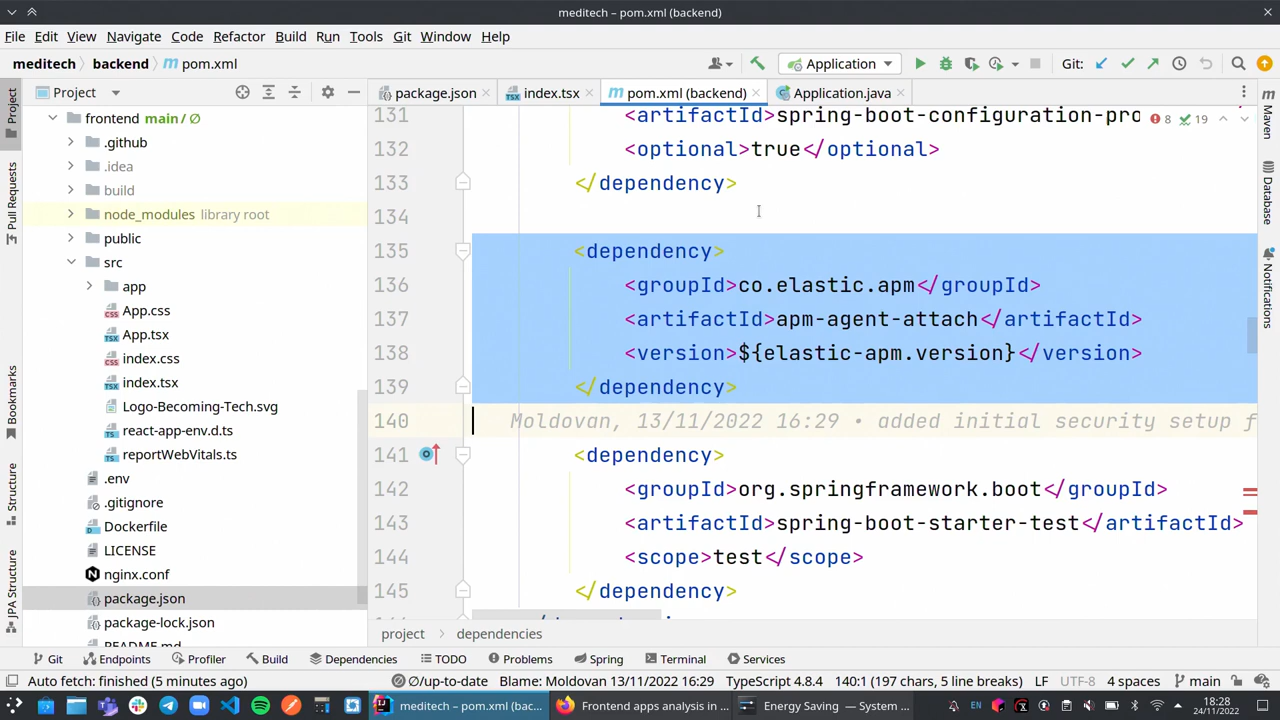 meditech – pom.xml (backend)
File Edit View Navigate Code Refactor Build Run Tools Git Window Help
meditech backend pom.xml Application Git:
Project package.json index.tsx pom.xml (backend) Application.java
Project
Pull Requests
Bookmarks
Structure
JPA Structure
frontend main / ∅
.github
.idea
build
node_modules library root
public
src
app
App.css
App.tsx
index.css
index.tsx
Logo-Becoming-Tech.svg
react-app-env.d.ts
reportWebVitals.ts
.env
.gitignore
Dockerfile
LICENSE
nginx.conf
package.json
package-lock.json
README.md
8 19
131 <artifactId>spring-boot-configuration-pro
132 <optional>true</optional>
133 </dependency>
134
135 <dependency>
136 <groupId>co.elastic.apm</groupId>
137 <artifactId>apm-agent-attach</artifactId>
138 <version>${elastic-apm.version}</version>
139 </dependency>
140 Moldovan, 13/11/2022 16:29 • added initial security setup f
141 <dependency>
142 <groupId>org.springframework.boot</groupId>
143 <artifactId>spring-boot-starter-test</artifactId>
144 <scope>test</scope>
145 </dependency>
project dependencies
Maven
Database
Notifications
Git Endpoints Profiler Build Dependencies TODO Problems Spring Terminal Services
Auto fetch: finished (5 minutes ago) ∅/up-to-date Blame: Moldovan 13/11/2022 16:29 TypeScript 4.8.4 140:1 (197 chars, 5 line breaks) LF UTF-8 4 spaces main
meditech – pom.xml (bac... Frontend apps analysis in ... Energy Saving — System ... EN 18:28
24/11/2022